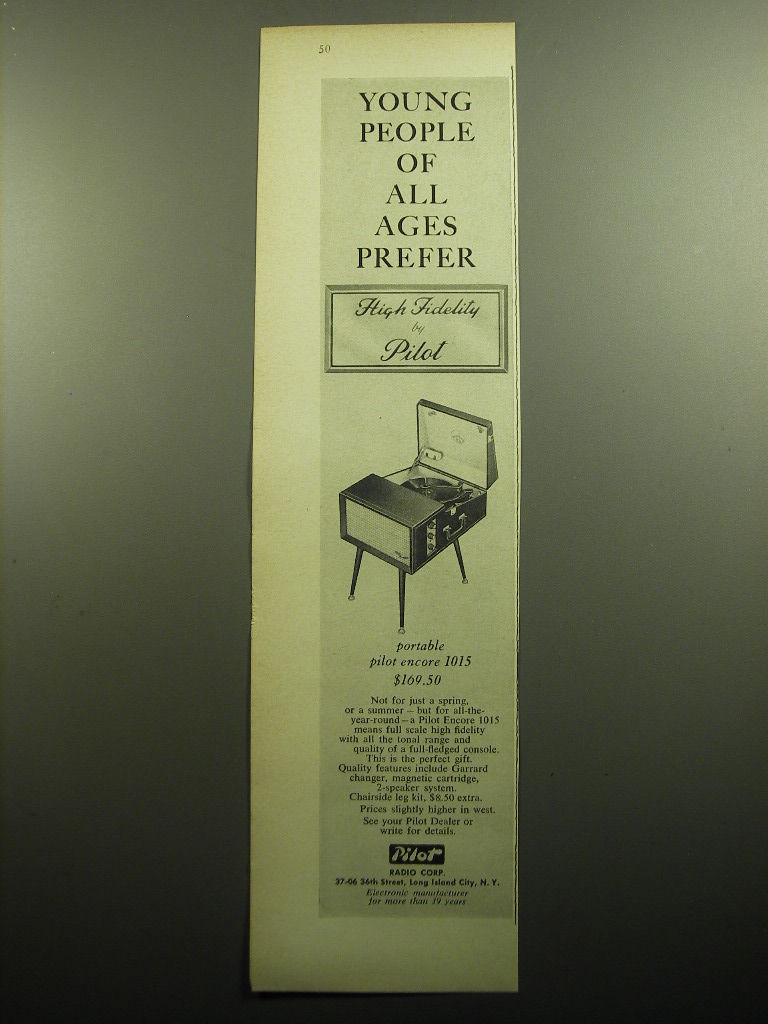 50
YOUNG
PEOPLE
OF
ALL
AGES
PREFER
High Fidelity
by
Pilot
portable
pilot encore 1015
$169.50
Not for just a spring,
or a summer — but for all-the-
year-round — a Pilot Encore 1015
means full scale high fidelity
with all the tonal range and
quality of a full-fledged console.
This is the perfect gift.
Quality features include Garrard
changer, magnetic cartridge,
2-speaker system.
Chairside leg kit, $8.50 extra.
Prices slightly higher in west.
See your Pilot Dealer or
write for details.
Pilot
RADIO CORP.
37-06 36th Street, Long Island City, N. Y.
Electronic manufacturer
for more than 39 years